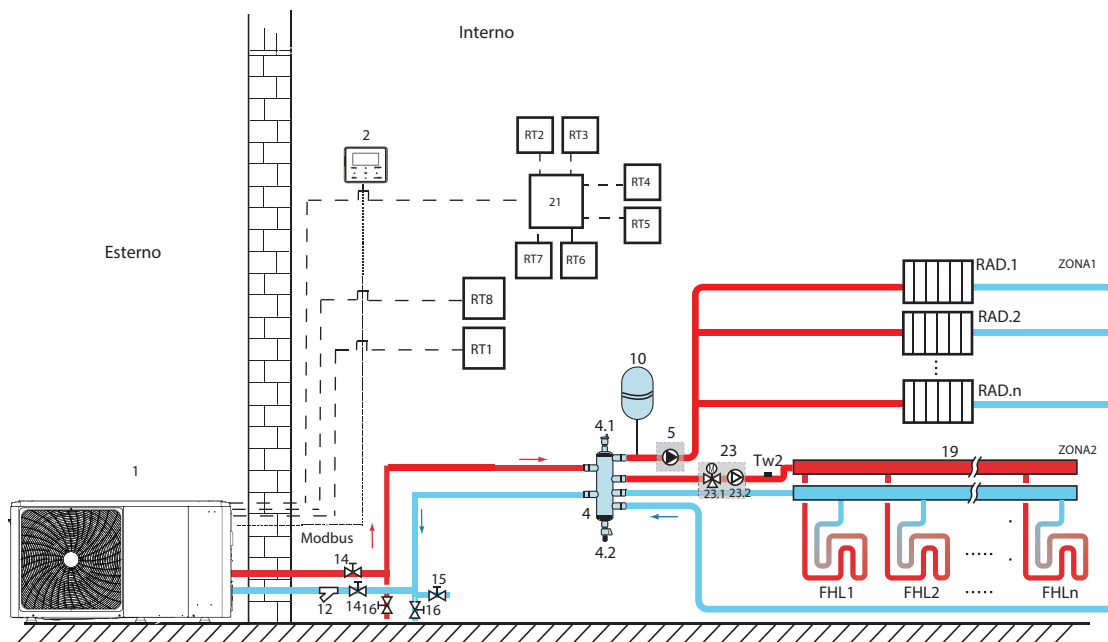 Interno
Esterno
2
RT2
RT3
21
RT4
RT5
RT7
RT6
RT8
RT1
RAD.1
ZONA1
RAD.2
RAD.n
10
4.1
5
23
Tw2
19
ZONA2
23.1
23.2
4
4.2
1
Modbus
14
15
12
14
16
16
FHL1
FHL2
FHLn